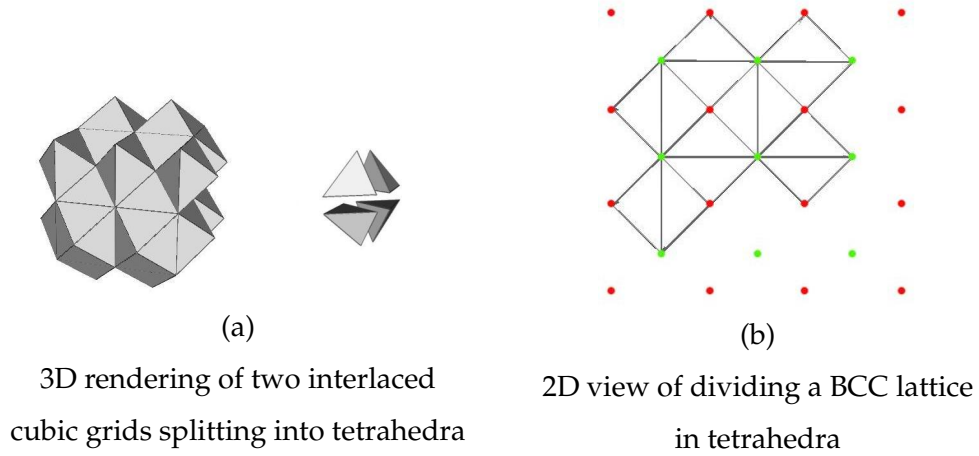 (a)
3D rendering of two interlaced
cubic grids splitting into tetrahedra
(b)
2D view of dividing a BCC lattice
in tetrahedra